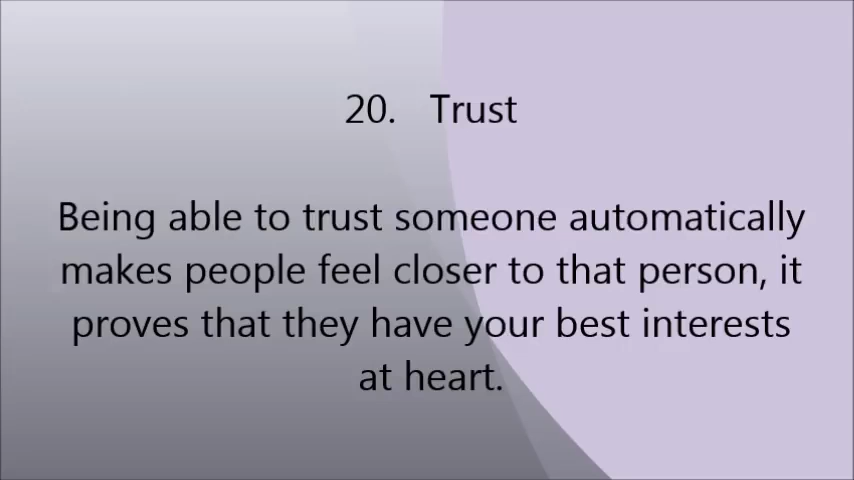 20. Trust
Being able to trust someone automatically
makes people feel closer to that person, it
proves that they have your best interests
at heart.